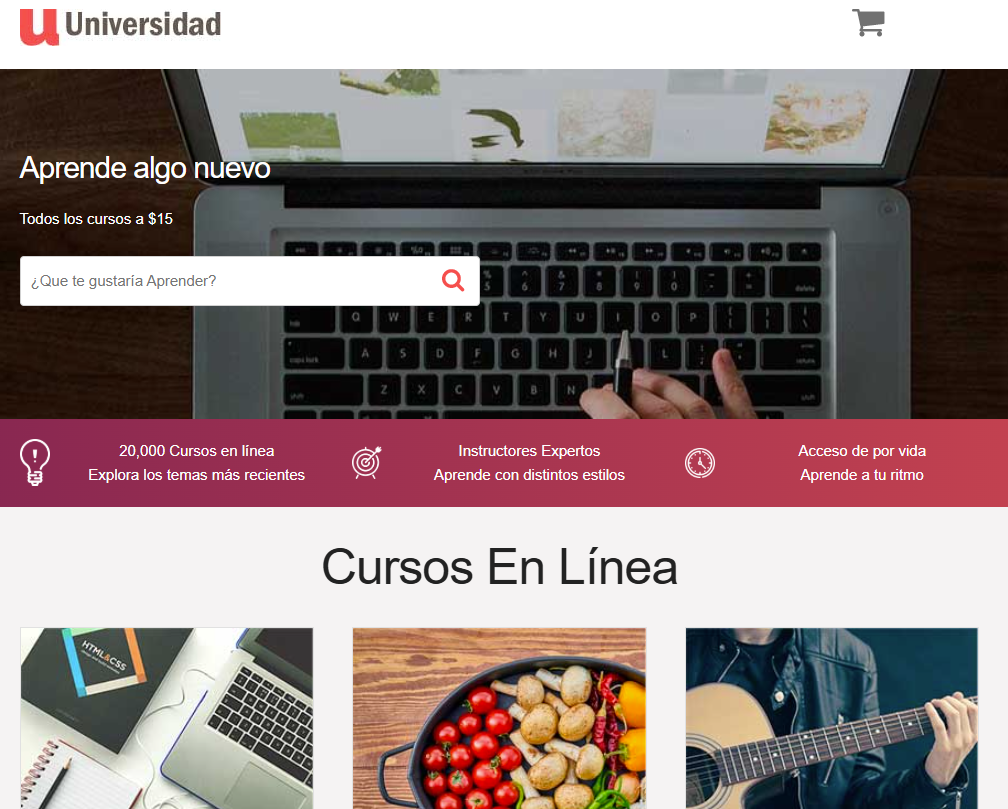 u Universidad
Aprende algo nuevo
Todos los cursos a $15
¿Que te gustaría Aprender?
20,000 Cursos en línea
Explora los temas más recientes
Instructores Expertos
Aprende con distintos estilos
Acceso de por vida
Aprende a tu ritmo
Cursos En Línea
HTML&CSS